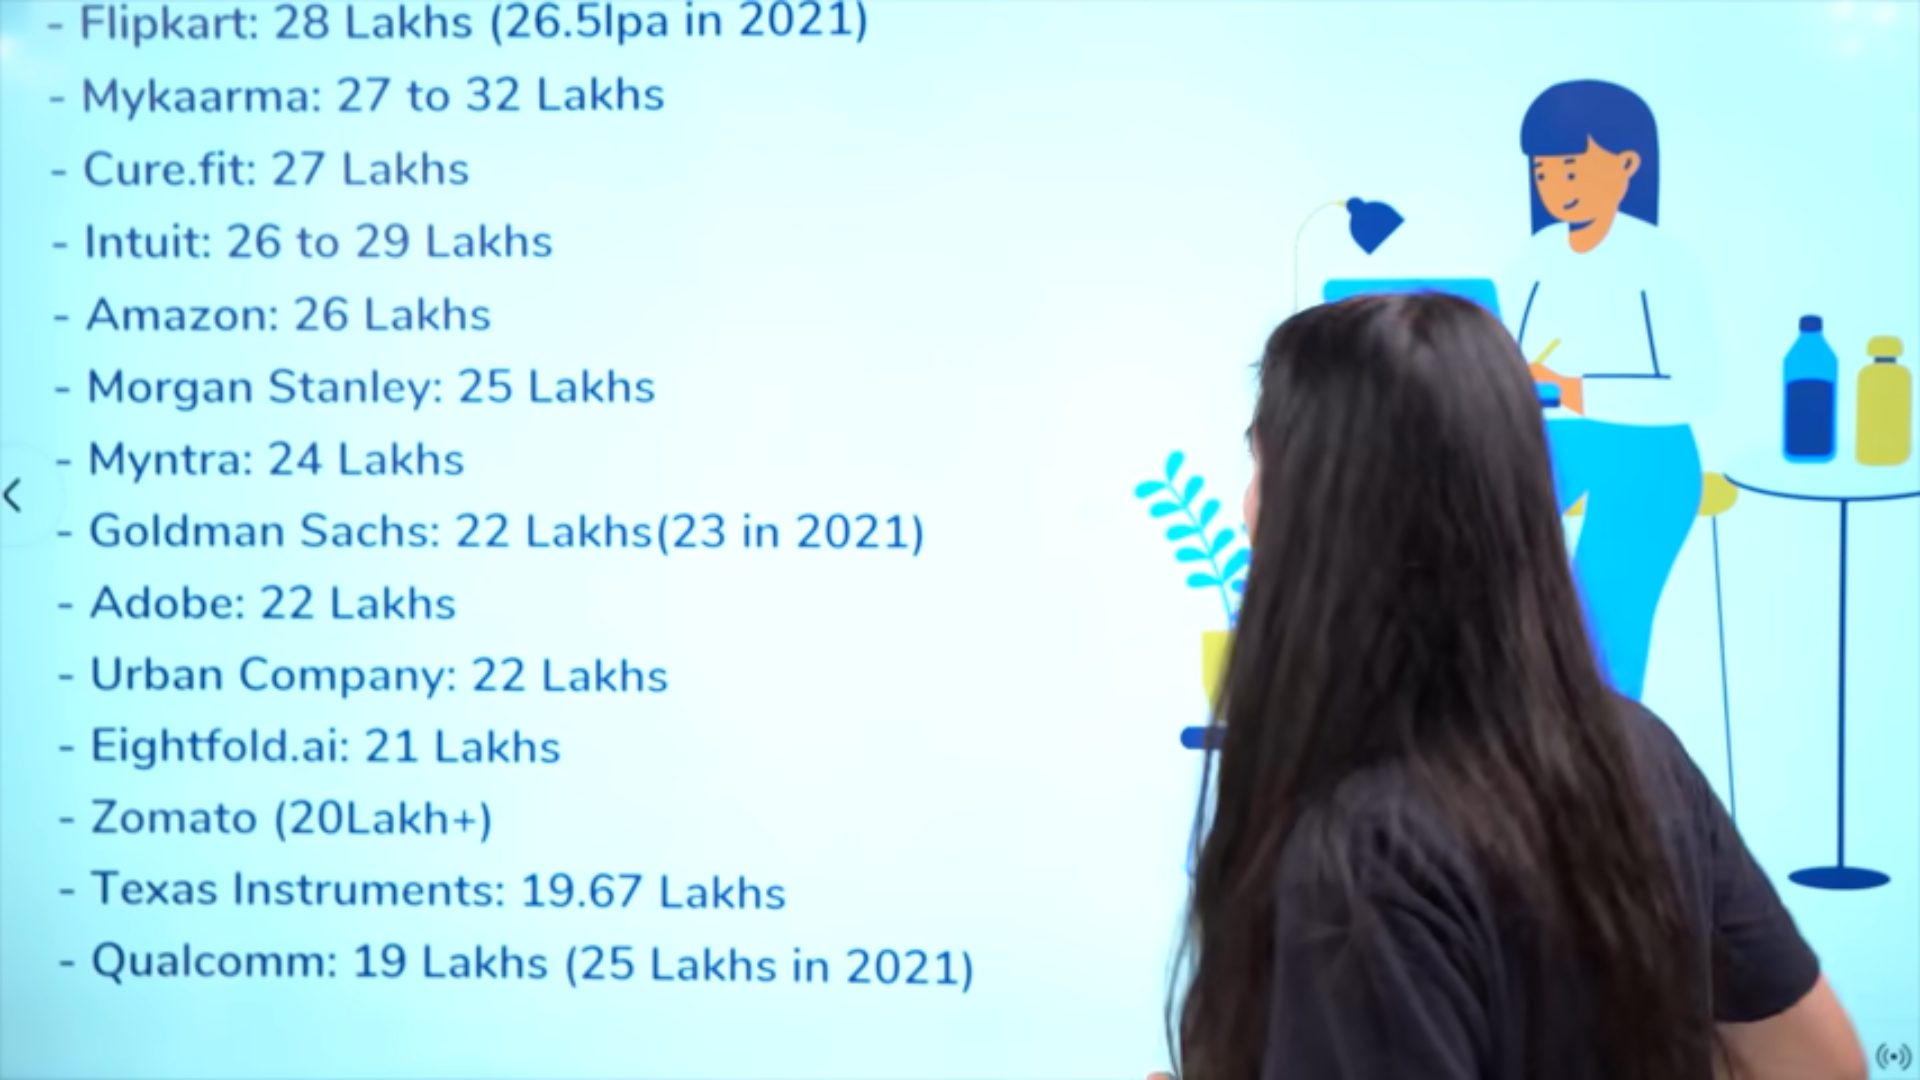 - Flipkart: 28 Lakhs (26.5lpa in 2021)
- Mykaarma: 27 to 32 Lakhs
- Cure.fit: 27 Lakhs
- Intuit: 26 to 29 Lakhs
- Amazon: 26 Lakhs
- Morgan Stanley: 25 Lakhs
- Myntra: 24 Lakhs
- Goldman Sachs: 22 Lakhs(23 in 2021)
- Adobe: 22 Lakhs
- Urban Company: 22 Lakhs
- Eightfold.ai: 21 Lakhs
- Zomato (20Lakh+)
- Texas Instruments: 19.67 Lakhs
- Qualcomm: 19 Lakhs (25 Lakhs in 2021)